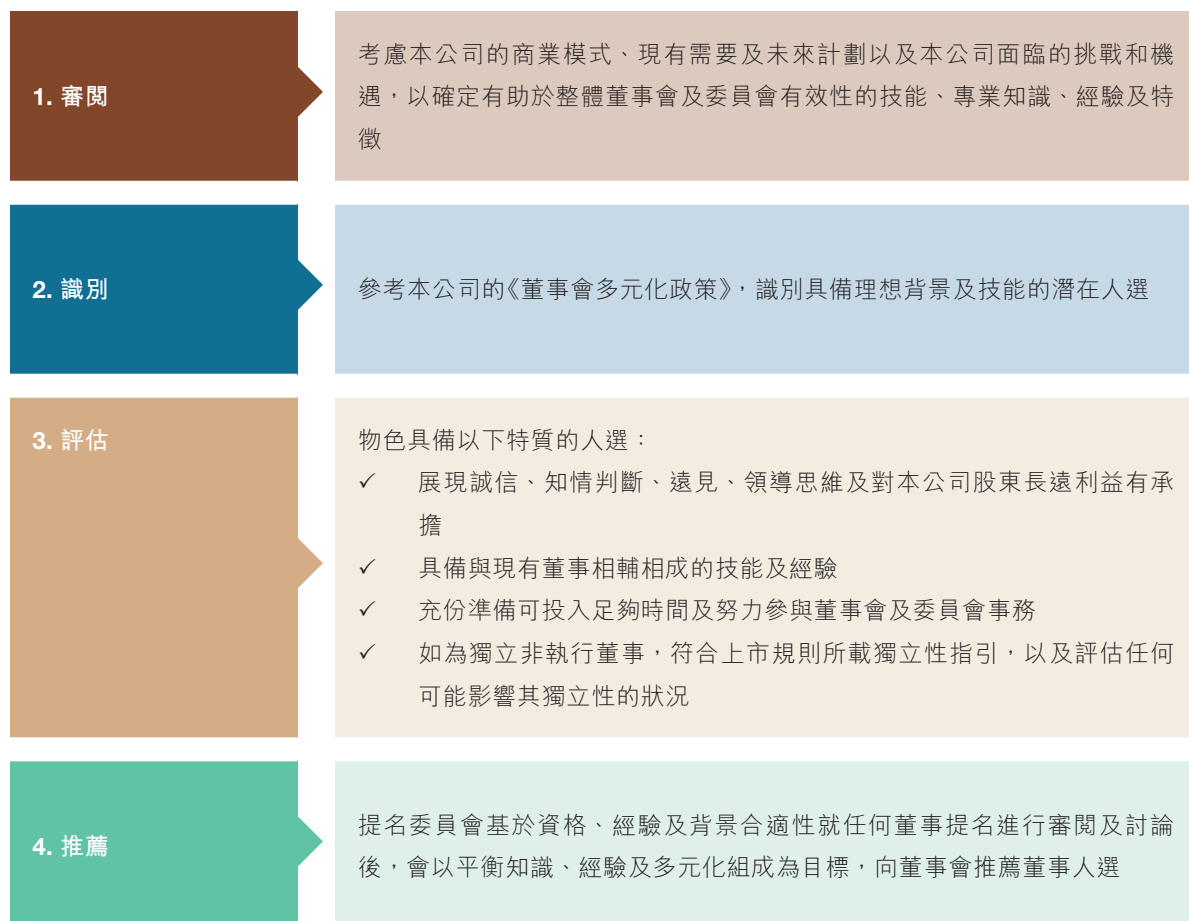 1. 審閱
考慮本公司的商業模式、現有需要及未來計劃以及本公司面臨的挑戰和機
遇，以確定有助於整體董事會及委員會有效性的技能、專業知識、經驗及特
徵
2. 識別
參考本公司的《董事會多元化政策》，識別具備理想背景及技能的潛在人選
3. 評估
物色具備以下特質的人選：
✓ 展現誠信、知情判斷、遠見、領導思維及對本公司股東長遠利益有承
擔
✓ 具備與現有董事相輔相成的技能及經驗
✓ 充份準備可投入足夠時間及努力參與董事會及委員會事務
✓ 如為獨立非執行董事，符合上市規則所載獨立性指引，以及評估任何
可能影響其獨立性的狀況
4. 推薦
提名委員會基於資格、經驗及背景合適性就任何董事提名進行審閱及討論
後，會以平衡知識、經驗及多元化組成為目標，向董事會推薦董事人選